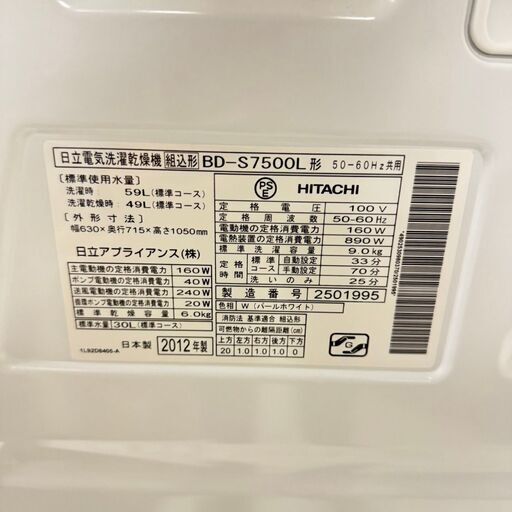 日立電気洗濯乾燥機 組込形 BD-S7500L形 50-60Hz共用
〔標準使用水量〕
洗濯時: 59L(標準コース)
洗濯乾燥時: 49L(標準コース)
〔外形寸法〕
幅630×奥行715×高さ1050mm
日立アプライアンス(株)
主電動機の定格消費電力 160W
ポンプ電動機の定格消費電力 40W
送風電動機の定格消費電力 240W
循環ポンプ電動機の定格消費電力 20W
標準乾燥容量 6.0kg
標準水量 30L(標準コース)
1L92D8405-A
日本製 2012年製
PSE HITACHI
定格電圧 100V
定格周波数 50-60Hz
電動機の定格消費電力 160W
電熱装置の定格消費電力 890W
標準洗濯容量 9.0kg
定格時間 標準コース 自動設定 33分
手動設定 70分
洗いのみ 25分
製造番号 2501995
色相 W (パールホワイト)
消防法 基準適合 組込形
可燃物からの離隔距離(cm)
上方 左方 右方 前方 後方 下方
20 1.0 1.0 1.0 0
G